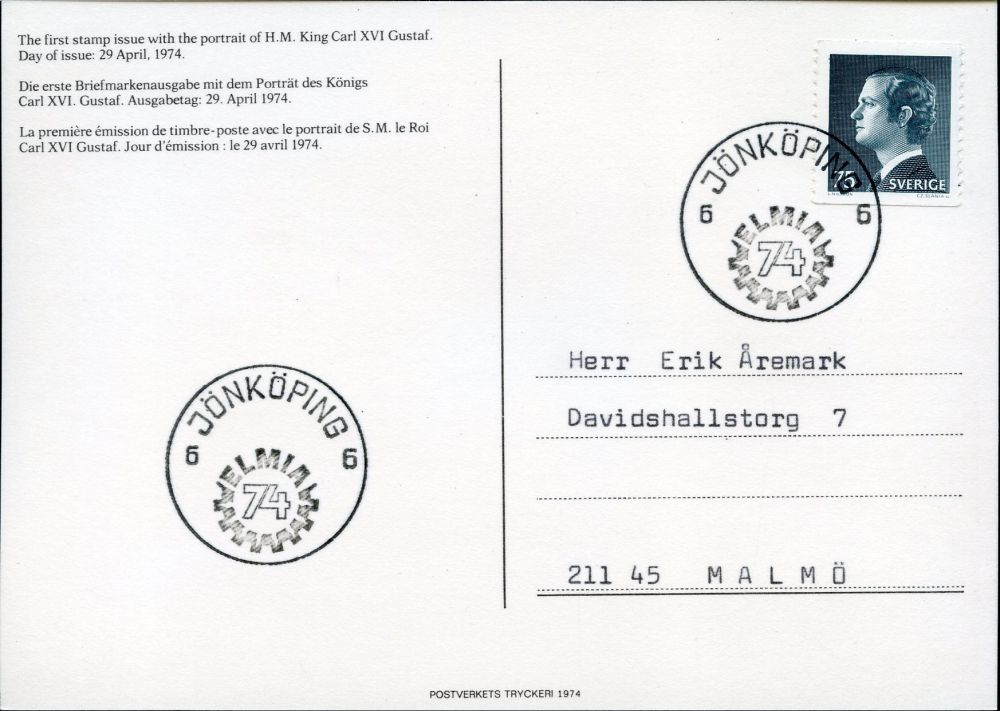 The first stamp issue with the portrait of H.M. King Carl XVI Gustaf.
Day of issue: 29 April, 1974.
Die erste Briefmarkenausgabe mit dem Porträt des Königs
Carl XVI. Gustaf. Ausgabetag: 29. April 1974.
La première émission de timbre-poste avec le portrait de S.M. le Roi
Carl XVI Gustaf. Jour d'émission : le 29 avril 1974.
75 SVERIGE
CZ.SLANIA
JÖNKÖPING
6 6
ELMIA
74
Herr Erik Åremark
Davidshallstorg 7
211 45 MALMÖ
JÖNKÖPING
6 6
ELMIA
74
POSTVERKETS TRYCKERI 1974